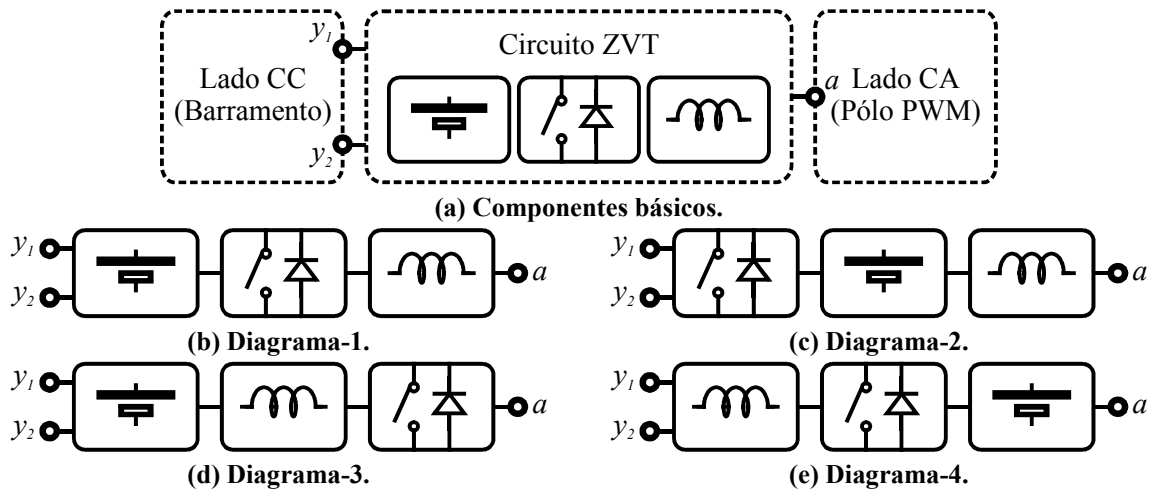 y1
Circuito ZVT
Lado CC
(Barramento)
a
Lado CA
(Pólo PWM)
y2
(a) Componentes básicos.
y1
y2
a
y1
y2
a
(b) Diagrama-1.
(c) Diagrama-2.
y1
y2
a
y1
y2
a
(d) Diagrama-3.
(e) Diagrama-4.